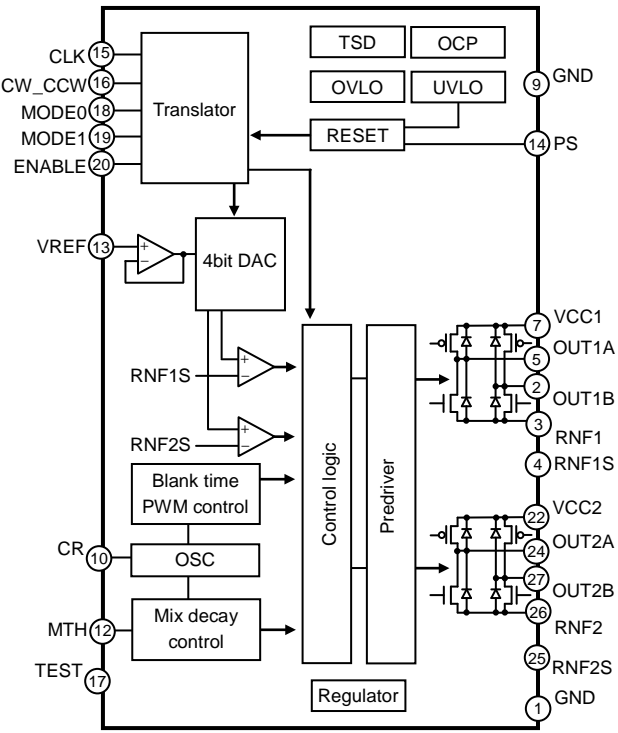 CLK 15
CW_CCW 16
MODE0 18
MODE1 19
ENABLE 20
Translator
TSD
OCP
OVLO
UVLO
RESET
9 GND
14 PS
VREF 13
+
−
4bit DAC
+
−
RNF1S
+
−
RNF2S
Blank time
PWM control
CR 10
OSC
MTH 12
Mix decay
control
TEST 17
Control logic
Predriver
Regulator
7 VCC1
5 OUT1A
2 OUT1B
3 RNF1
4 RNF1S
22 VCC2
24 OUT2A
27 OUT2B
26 RNF2
25 RNF2S
1 GND